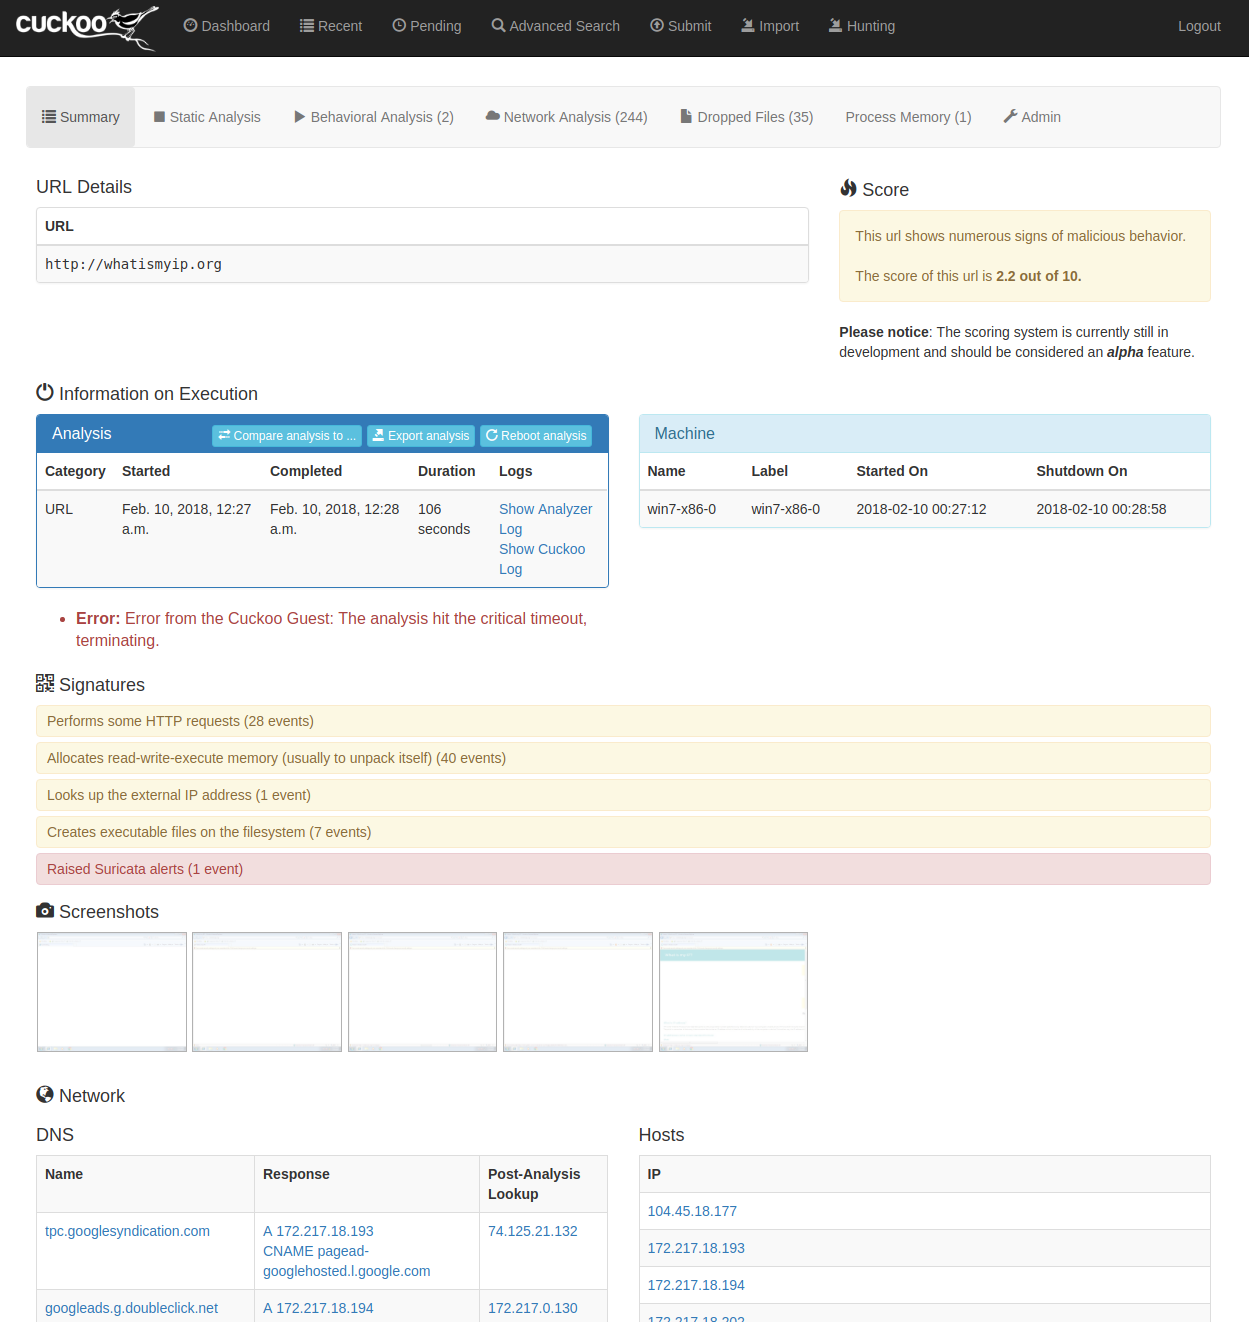 cuckoo Dashboard Recent Pending Advanced Search Submit Import Hunting Logout
Summary Static Analysis Behavioral Analysis (2) Network Analysis (244) Dropped Files (35) Process Memory (1) Admin
URL Details
URL
http://whatismyip.org
Score
This url shows numerous signs of malicious behavior.
The score of this url is 2.2 out of 10.
Please notice: The scoring system is currently still in
development and should be considered an alpha feature.
Information on Execution
Analysis Compare analysis to ... Export analysis Reboot analysis
Category Started Completed Duration Logs
URL Feb. 10, 2018, 12:27 Feb. 10, 2018, 12:28 106 Show Analyzer
a.m. a.m. seconds Log
Show Cuckoo
Log
Machine
Name Label Started On Shutdown On
win7-x86-0 win7-x86-0 2018-02-10 00:27:12 2018-02-10 00:28:58
Error: Error from the Cuckoo Guest: The analysis hit the critical timeout,
terminating.
Signatures
Performs some HTTP requests (28 events)
Allocates read-write-execute memory (usually to unpack itself) (40 events)
Looks up the external IP address (1 event)
Creates executable files on the filesystem (7 events)
Raised Suricata alerts (1 event)
Screenshots
Network
DNS
Name Response Post-Analysis
Lookup
tpc.googlesyndication.com A 172.217.18.193 74.125.21.132
CNAME pagead-
googlehosted.l.google.com
googleads.g.doubleclick.net A 172.217.18.194 172.217.0.130
Hosts
IP
104.45.18.177
172.217.18.193
172.217.18.194
172.217.18.202